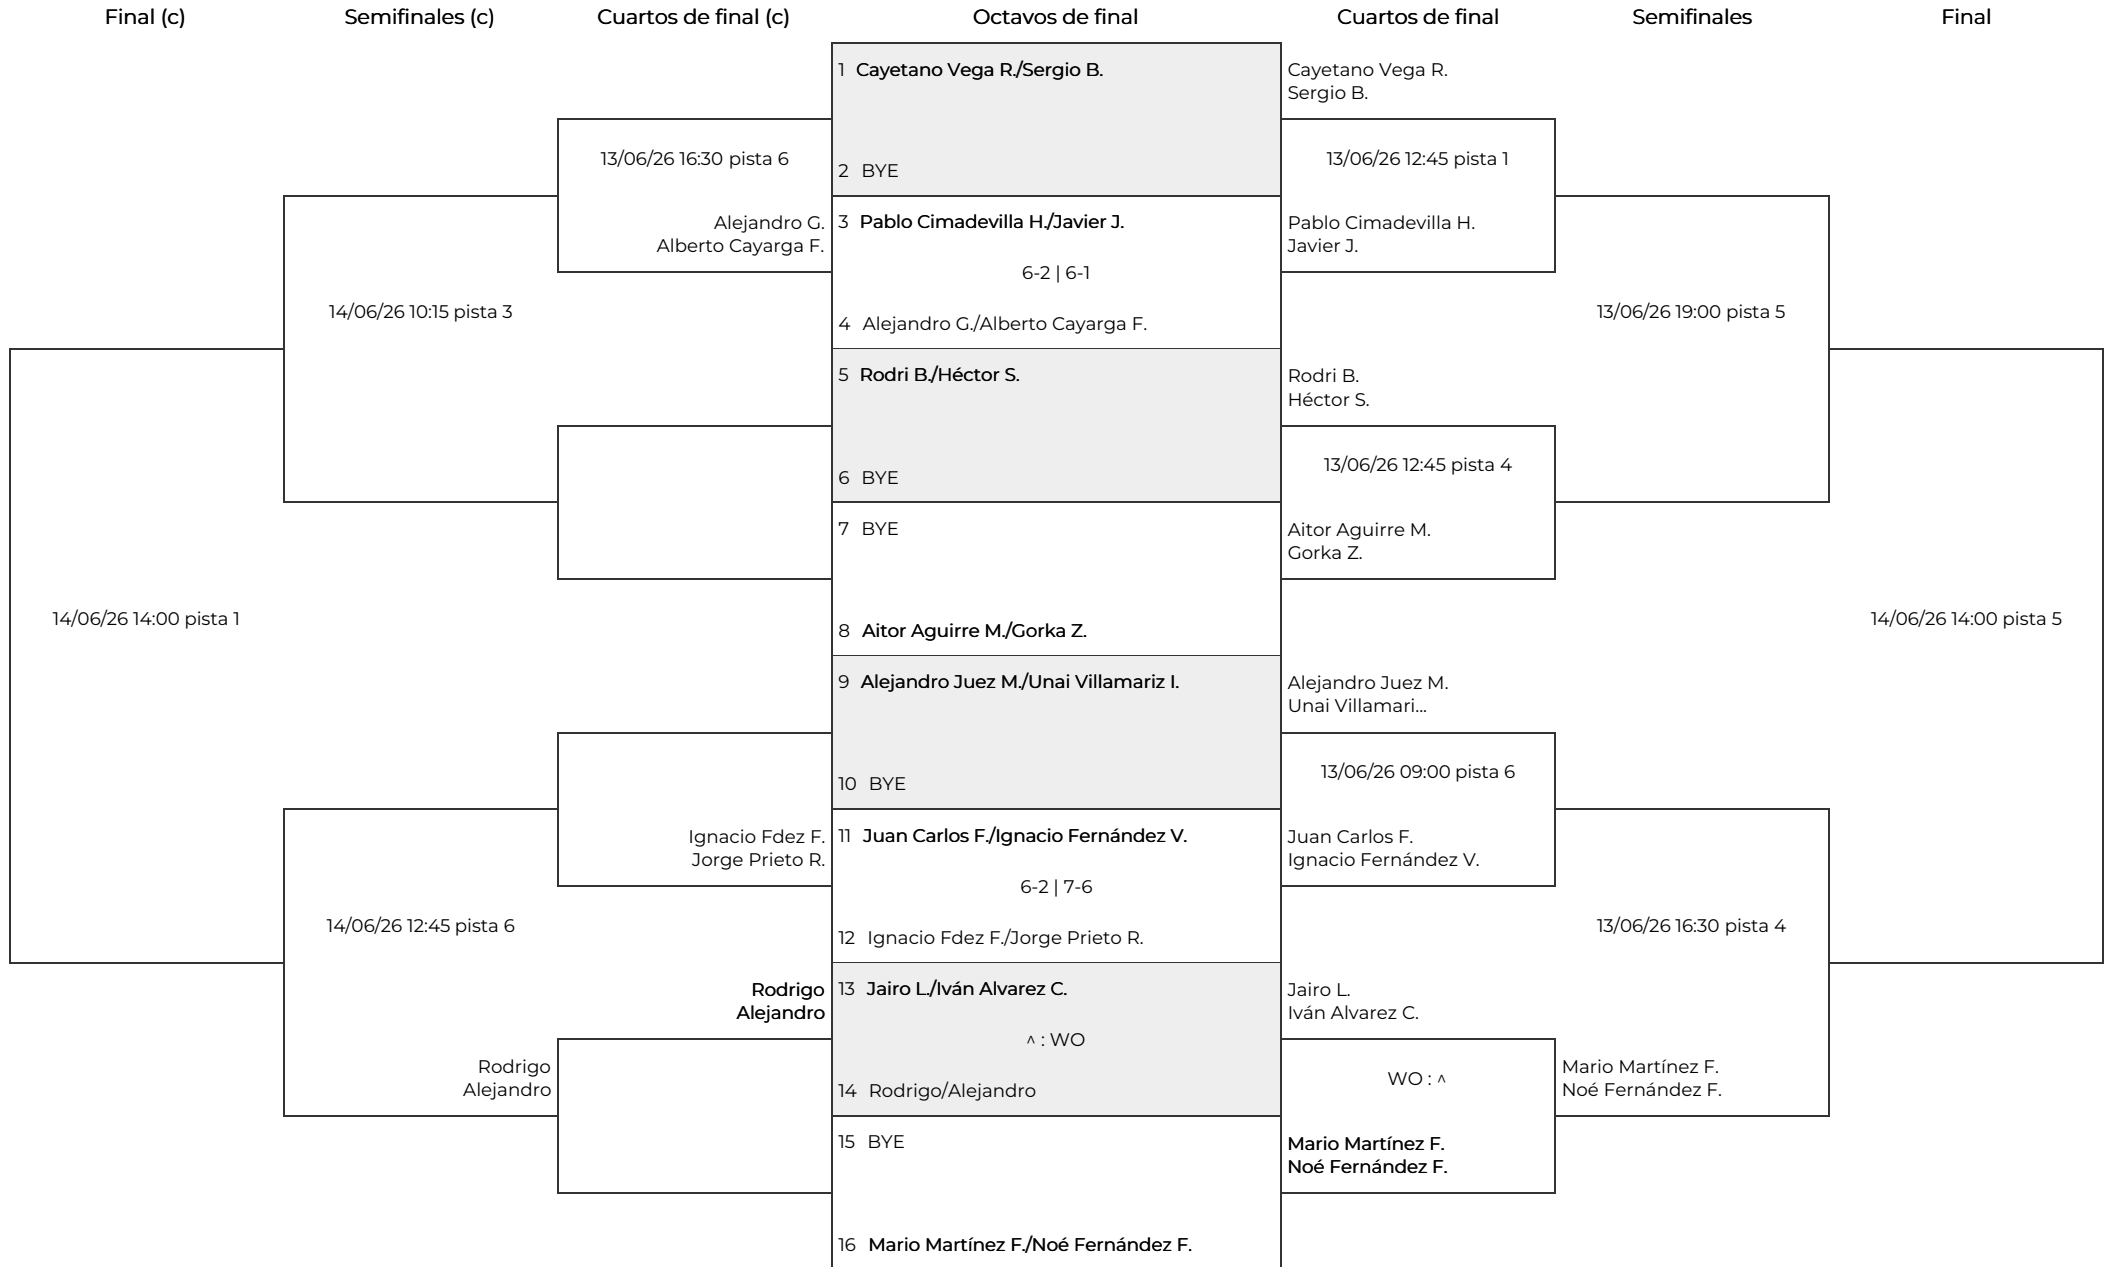 Final (c)
Semifinales (c)
Cuartos de final (c)
Octavos de final
Cuartos de final
Semifinales
Final
14/06/26 14:00 pista 1
14/06/26 10:15 pista 3
14/06/26 12:45 pista 6
Rodrigo
Alejandro
13/06/26 16:30 pista 6
Alejandro G.
Alberto Cayarga F.
Ignacio Fdez F.
Jorge Prieto R.
Rodrigo
Alejandro
1 Cayetano Vega R./Sergio B.
2 BYE
3 Pablo Cimadevilla H./Javier J.
6-2 | 6-1
4 Alejandro G./Alberto Cayarga F.
5 Rodri B./Héctor S.
6 BYE
7 BYE
8 Aitor Aguirre M./Gorka Z.
9 Alejandro Juez M./Unai Villamariz I.
10 BYE
11 Juan Carlos F./Ignacio Fernández V.
6-2 | 7-6
12 Ignacio Fdez F./Jorge Prieto R.
13 Jairo L./Iván Alvarez C.
^ : WO
14 Rodrigo/Alejandro
15 BYE
16 Mario Martínez F./Noé Fernández F.
Cayetano Vega R.
Sergio B.
13/06/26 12:45 pista 1
Pablo Cimadevilla H.
Javier J.
Rodri B.
Héctor S.
13/06/26 12:45 pista 4
Aitor Aguirre M.
Gorka Z.
Alejandro Juez M.
Unai Villamari...
13/06/26 09:00 pista 6
Juan Carlos F.
Ignacio Fernández V.
Jairo L.
Iván Alvarez C.
WO : ^
Mario Martínez F.
Noé Fernández F.
13/06/26 19:00 pista 5
13/06/26 16:30 pista 4
Mario Martínez F.
Noé Fernández F.
14/06/26 14:00 pista 5